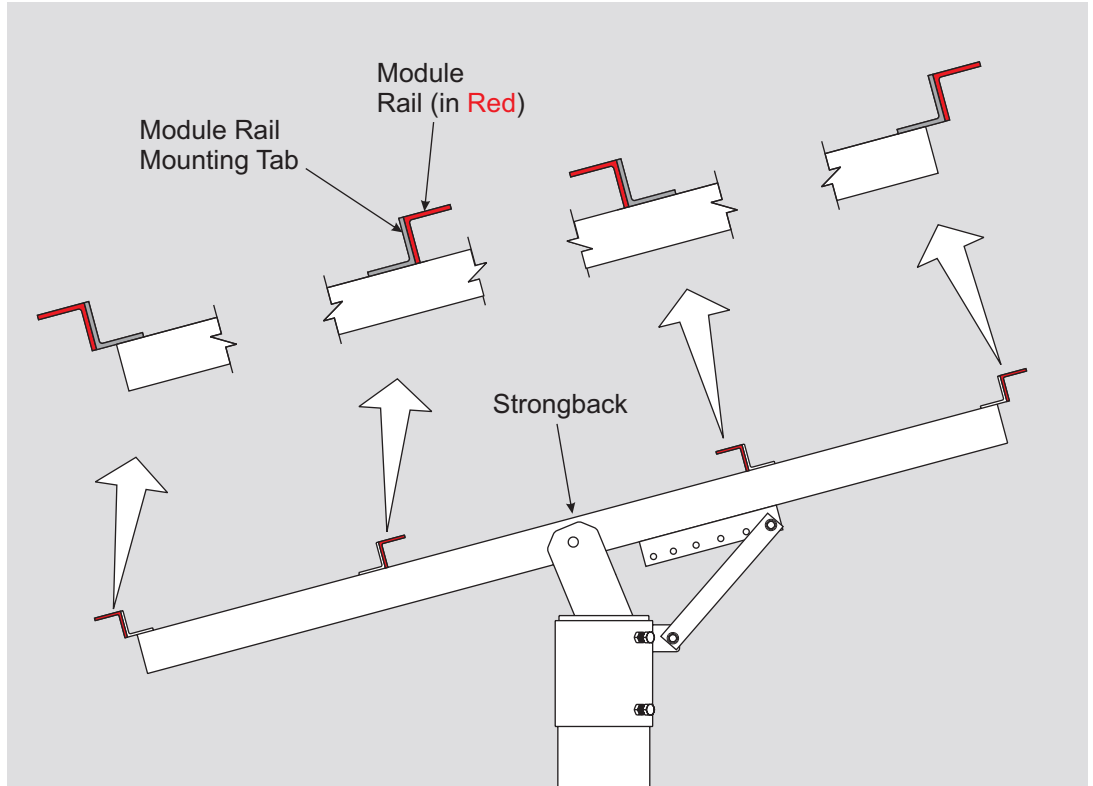 Module
Rail (in Red)
Module Rail
Mounting Tab
Strongback